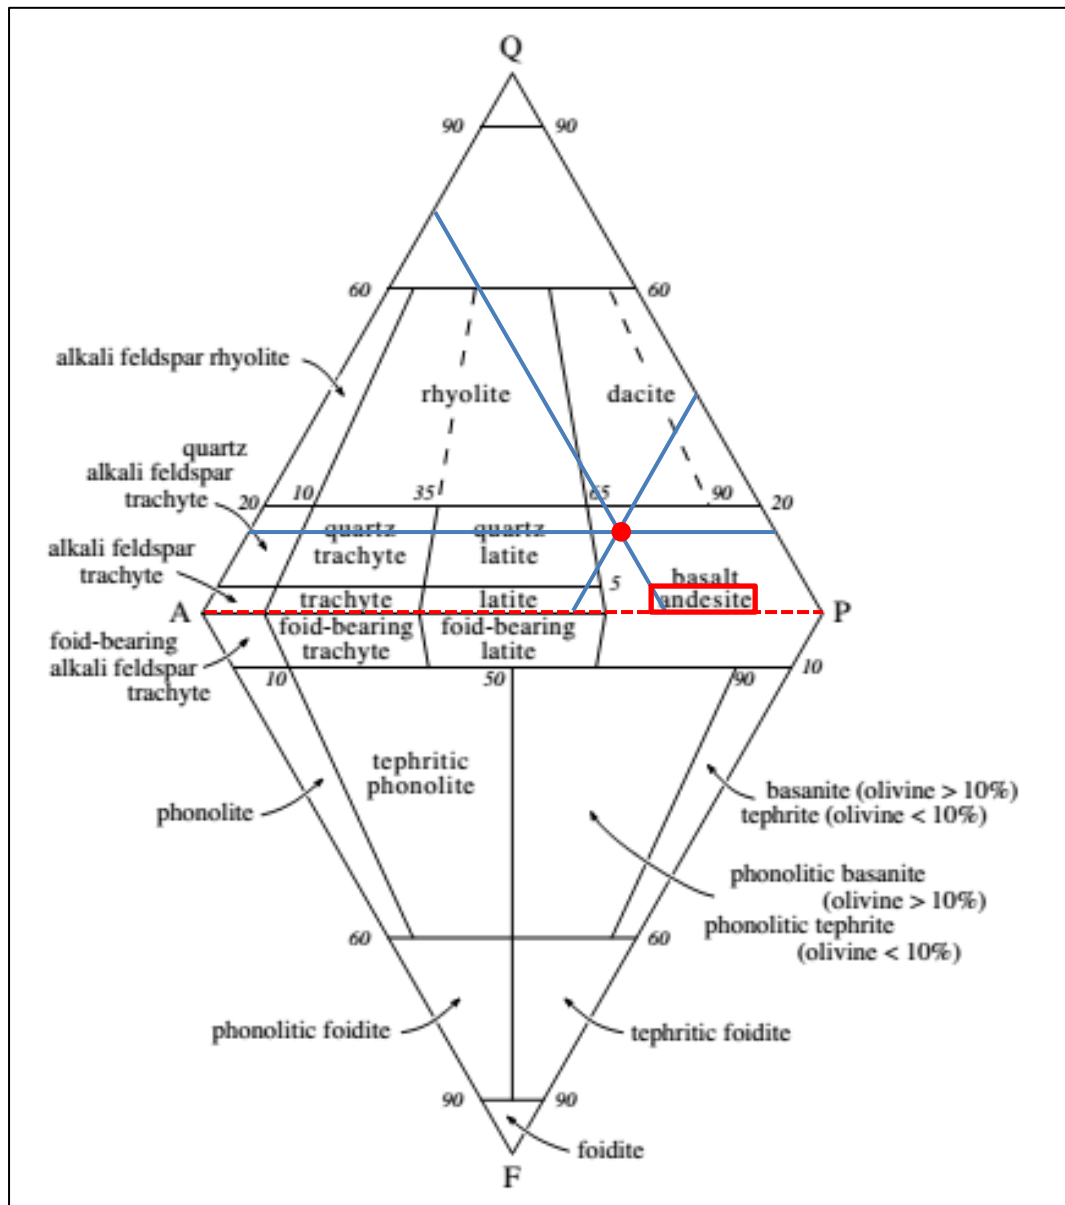 Q
90 90
60 60
alkali feldspar rhyolite
rhyolite dacite
quartz
alkali feldspar
trachyte
20 10 35 65 90 20
quartz
trachyte
quartz
latite
alkali feldspar
trachyte
5
basalt
andesite
trachyte latite
A P
foid-bearing
alkali feldspar
trachyte
foid-bearing
trachyte
foid-bearing
latite
10 50 90 10
tephritic
phonolite
phonolite
basanite (olivine > 10%)
tephrite (olivine < 10%)
phonolitic basanite
(olivine > 10%)
phonolitic tephrite
(olivine < 10%)
60 60
phonolitic foidite
tephritic foidite
90 90
foidite
F